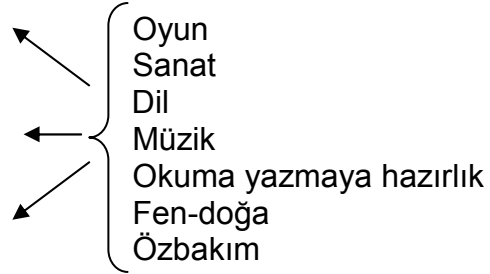 Oyun
Sanat
Dil
Müzik
Okuma yazmaya hazırlık
Fen-doğa
Özbakım